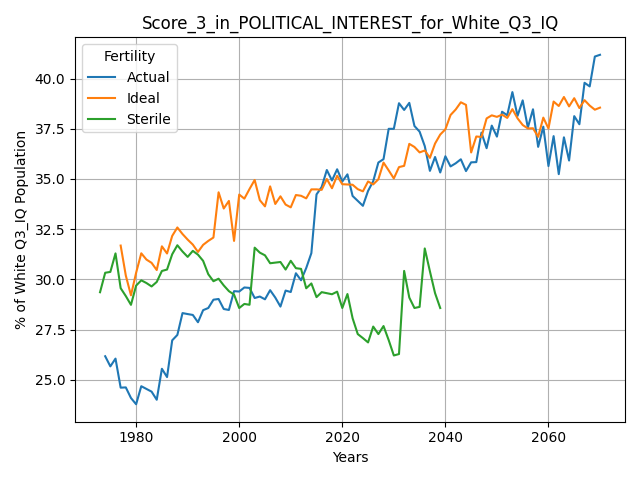 Score_3_in_POLITICAL_INTEREST_for_White_Q3_IQ
Fertility
Actual
Ideal
Sterile
% of White Q3_IQ Population
40.0
37.5
35.0
32.5
30.0
27.5
25.0
1980
2000
2020
2040
2060
Years